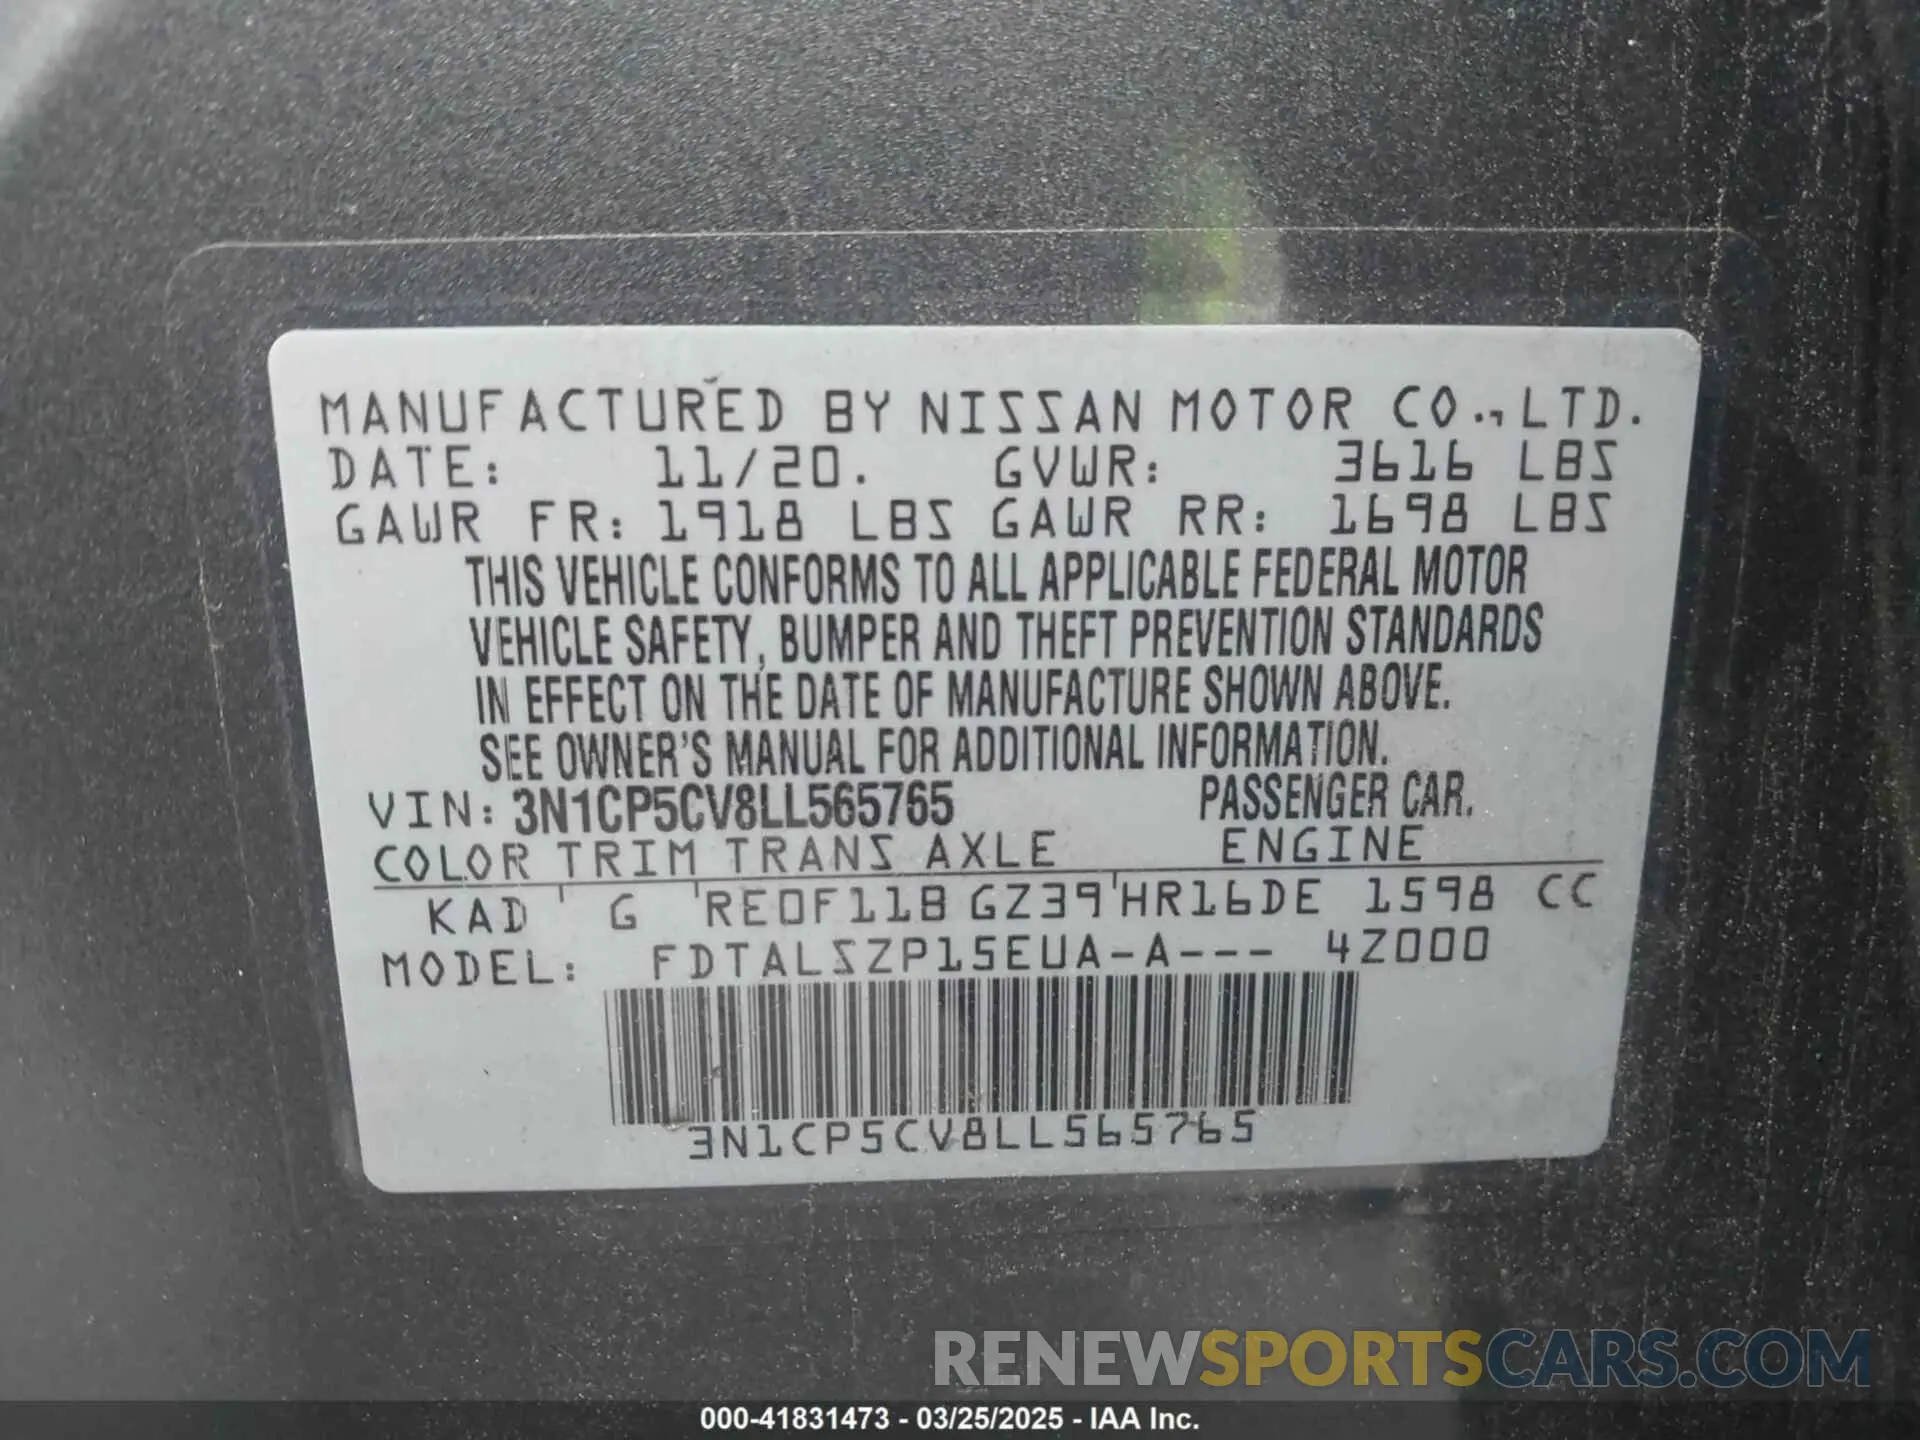 MANUFACTURED BY NISSAN MOTOR CO., LTD.
DATE: 11/20. GVWR: 3616 LBS
GAWR FR: 1918 LBS GAWR RR: 1698 LBS
THIS VEHICLE CONFORMS TO ALL APPLICABLE FEDERAL MOTOR
VEHICLE SAFETY, BUMPER AND THEFT PREVENTION STANDARDS
IN EFFECT ON THE DATE OF MANUFACTURE SHOWN ABOVE.
SEE OWNER'S MANUAL FOR ADDITIONAL INFORMATION.
VIN: 3N1CP5CV8LL565765 PASSENGER CAR.
COLOR TRIM TRANS AXLE ENGINE
KAD G RE0F11B GZ39 HR16DE 1598 CC
MODEL: FDTALSZP15EUA-A--- 4Z000
3N1CP5CV8LL565765
RENEWSPORTSCARS.COM
000-41831473 - 03/25/2025 - IAA Inc.